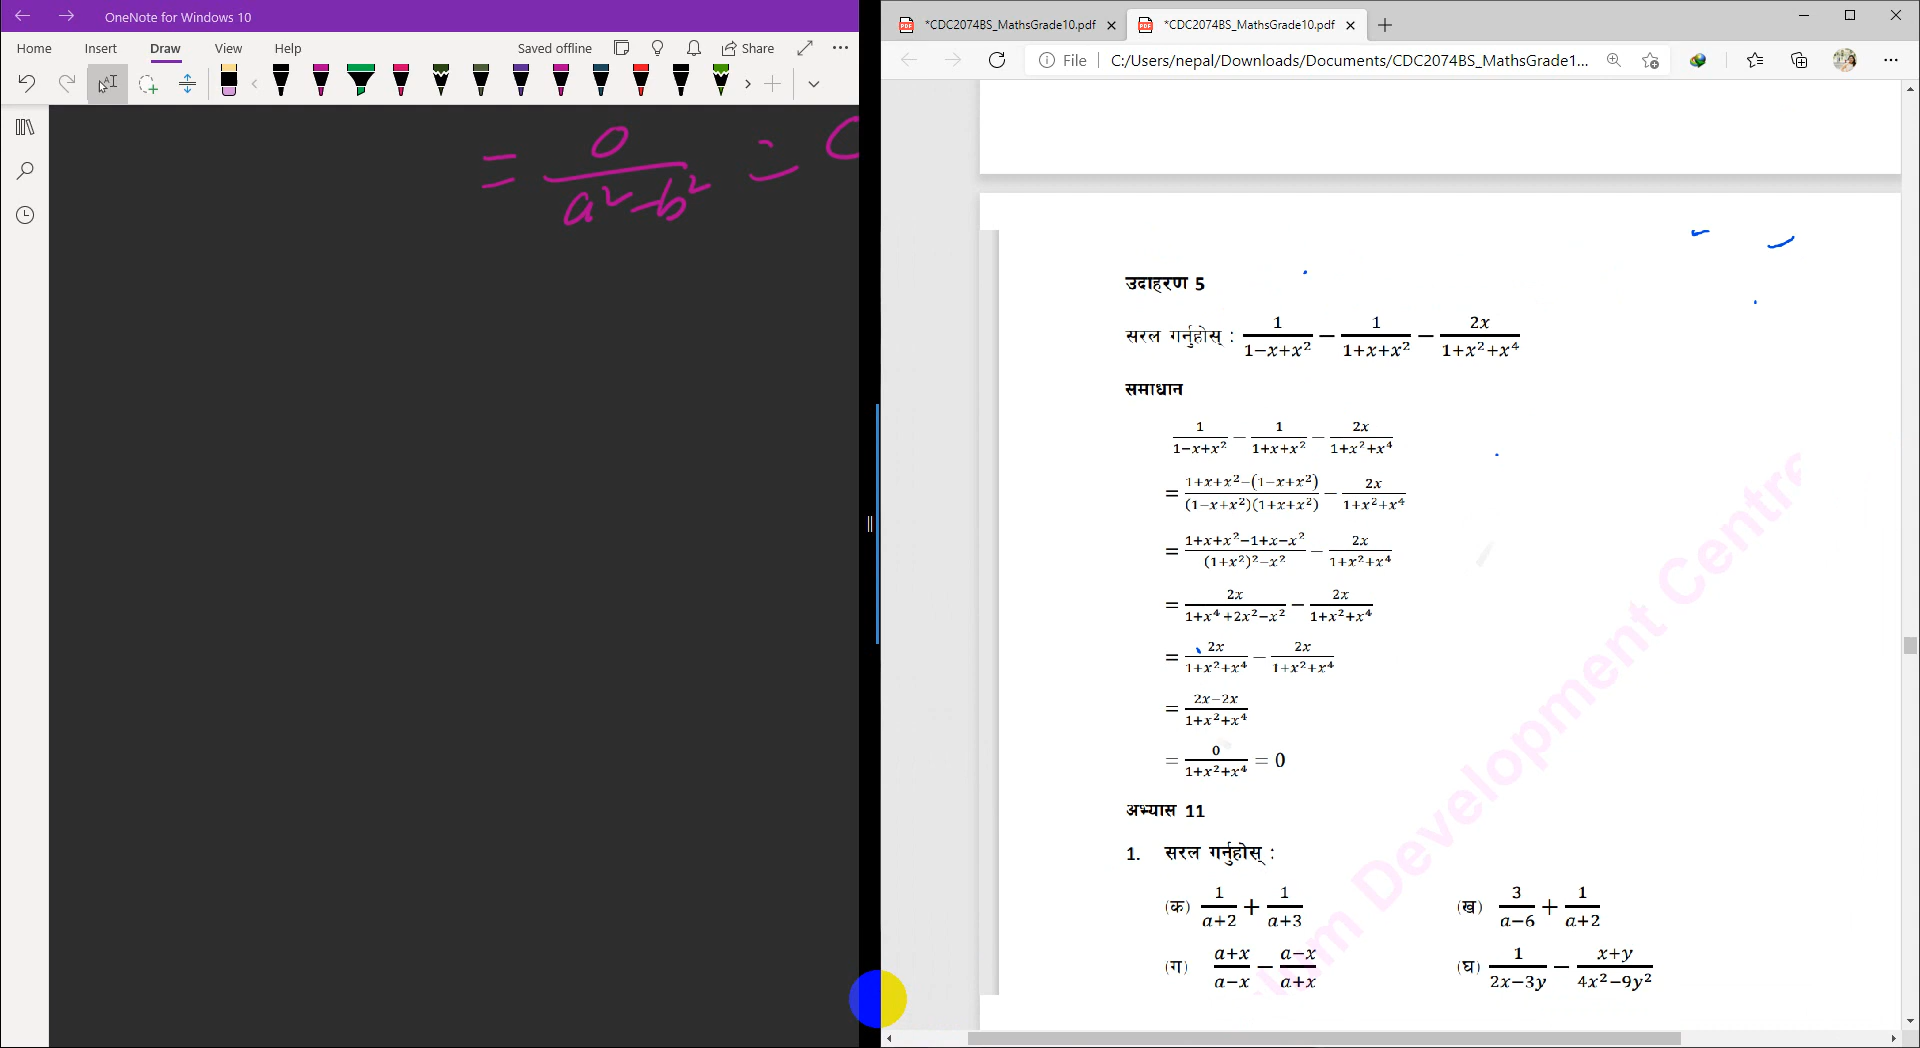 OneNote for Windows 10
Home Insert Draw View Help Saved offline Share
= 0/(a²-b²) =
*CDC2074BS_MathsGrade10.pdf
*CDC2074BS_MathsGrade10.pdf
File C:/Users/nepal/Downloads/Documents/CDC2074BS_MathsGrade1...
उदाहरण 5
सरल गर्नुहोस् : 1/(1−x+x²) − 1/(1+x+x²) − 2x/(1+x²+x⁴)
समाधान
1/(1−x+x²) − 1/(1+x+x²) − 2x/(1+x²+x⁴)
= (1+x+x²−(1−x+x²))/((1−x+x²)(1+x+x²)) − 2x/(1+x²+x⁴)
= (1+x+x²−1+x−x²)/((1+x²)²−x²) − 2x/(1+x²+x⁴)
= 2x/(1+x⁴+2x²−x²) − 2x/(1+x²+x⁴)
= 2x/(1+x²+x⁴) − 2x/(1+x²+x⁴)
= (2x−2x)/(1+x²+x⁴)
= 0/(1+x²+x⁴) = 0
अभ्यास 11
1. सरल गर्नुहोस् :
(क) 1/(a+2) + 1/(a+3) (ख) 3/(a−6) + 1/(a+2)
(ग) (a+x)/(a−x) − (a−x)/(a+x) (घ) 1/(2x−3y) − (x+y)/(4x²−9y²)
Development Centre